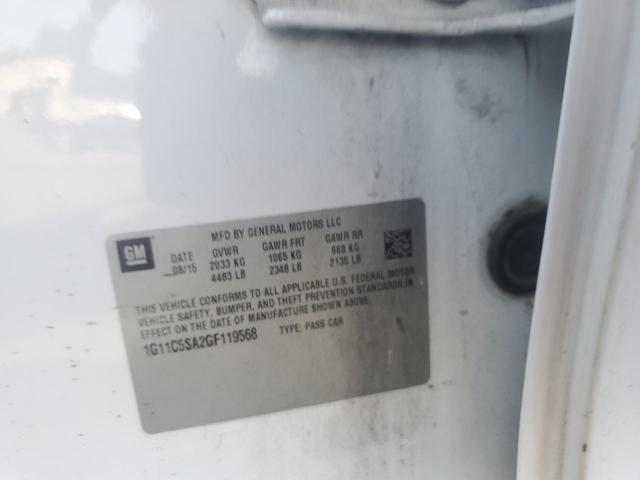 MFD BY GENERAL MOTORS LLC
GM
DATE GVWR GAWR FRT GAWR RR
08/15 2033 KG 1065 KG 968 KG
4483 LB 2348 LB 2135 LB
THIS VEHICLE CONFORMS TO ALL APPLICABLE U.S. FEDERAL MOTOR
VEHICLE SAFETY, BUMPER, AND THEFT PREVENTION STANDARDS IN
EFFECT ON THE DATE OF MANUFACTURE SHOWN ABOVE.
1G11C5SA2GF119568 TYPE: PASS CAR